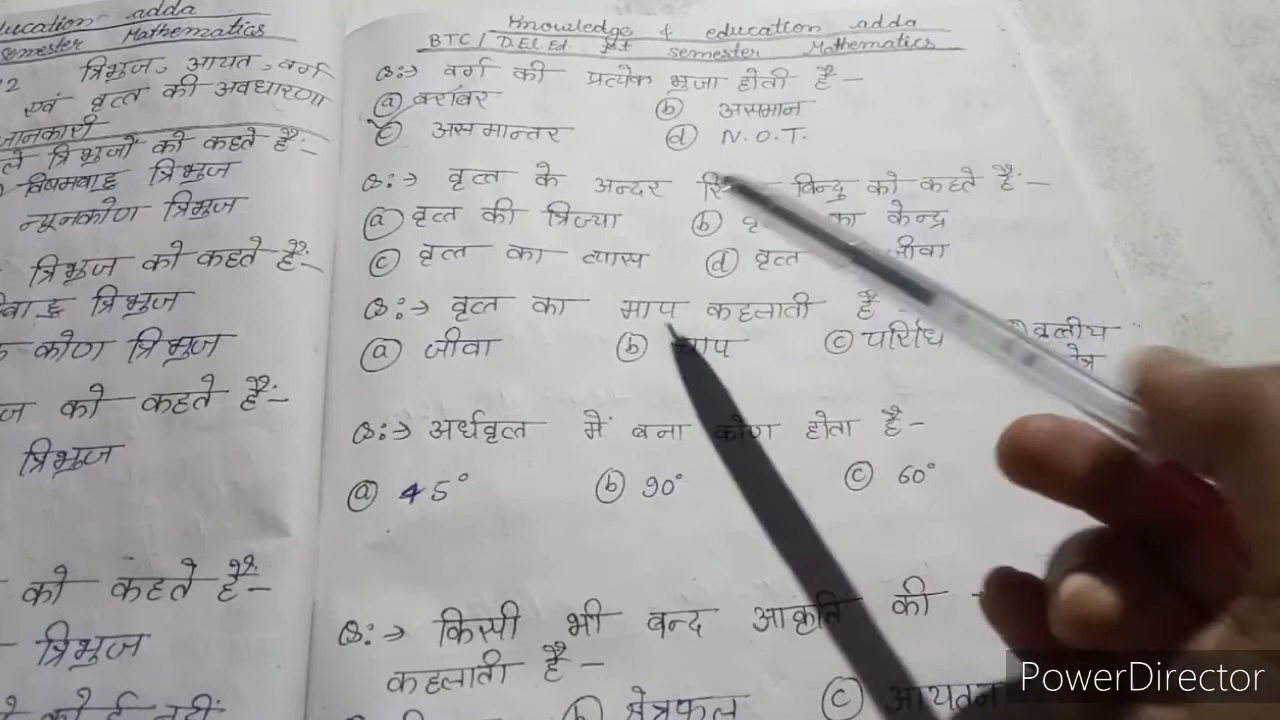 ducation adda
semester Mathematics
त्रिभुज, आयत, वर्ग
एवं वृत्त की अवधारणा
जानकारी
ले त्रिभुजों को कहते हैं:-
विषमबाहु त्रिभुज
न्यूनकोण त्रिभुज
त्रिभुज को कहते हैं:-
त्रिभुज
कोण त्रिभुज
को कहते हैं:-
त्रिभुज
को कहते हैं-
त्रिभुज
Knowledge & education adda
BTC / D.El.Ed. Ist semester Mathematics
Q:→ वर्ग की प्रत्येक भुजा होती है-
(a) बराबर (b) असमान
(c) असमान्तर (d) N.O.T.
Q:→ वृत्त के अन्दर बिन्दु को कहते हैं:-
(a) वृत्त की त्रिज्या (b) का केन्द्र
(c) वृत्त का व्यास (d) वृत्त जीवा
Q:→ वृत्त का माप कहलाती है-
(a) जीवा (b) चाप (c) परिधि वृत्तीय
Q:→ अर्धवृत्त में बना कोण होता है-
(a) 45° (b) 90° (c) 60°
Q:→ किसी भी बन्द आकृति की
कहलाती है-
(b) क्षेत्रफल (c) आयतन
PowerDirector